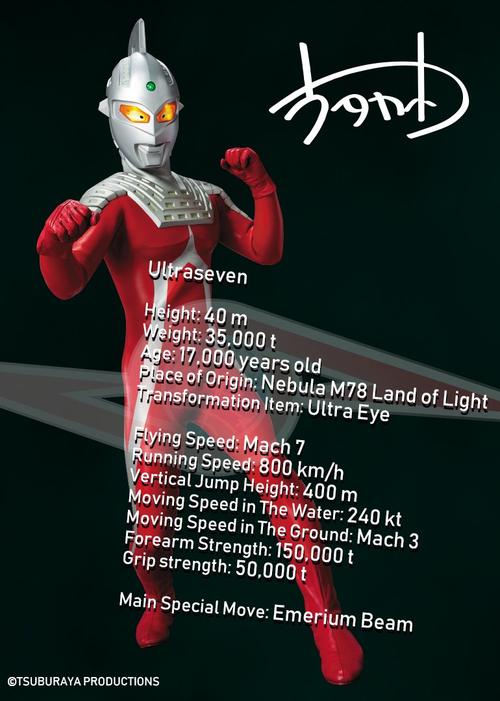 Ultraseven
Height: 40 m
Weight: 35,000 t
Age: 17,000 years old
Place of Origin: Nebula M78 Land of Light
Transformation Item: Ultra Eye
Flying Speed: Mach 7
Running Speed: 800 km/h
Vertical Jump Height: 400 m
Moving Speed in The Water: 240 kt
Moving Speed in The Ground: Mach 3
Forearm Strength: 150,000 t
Grip strength: 50,000 t
Main Special Move: Emerium Beam
©TSUBURAYA PRODUCTIONS